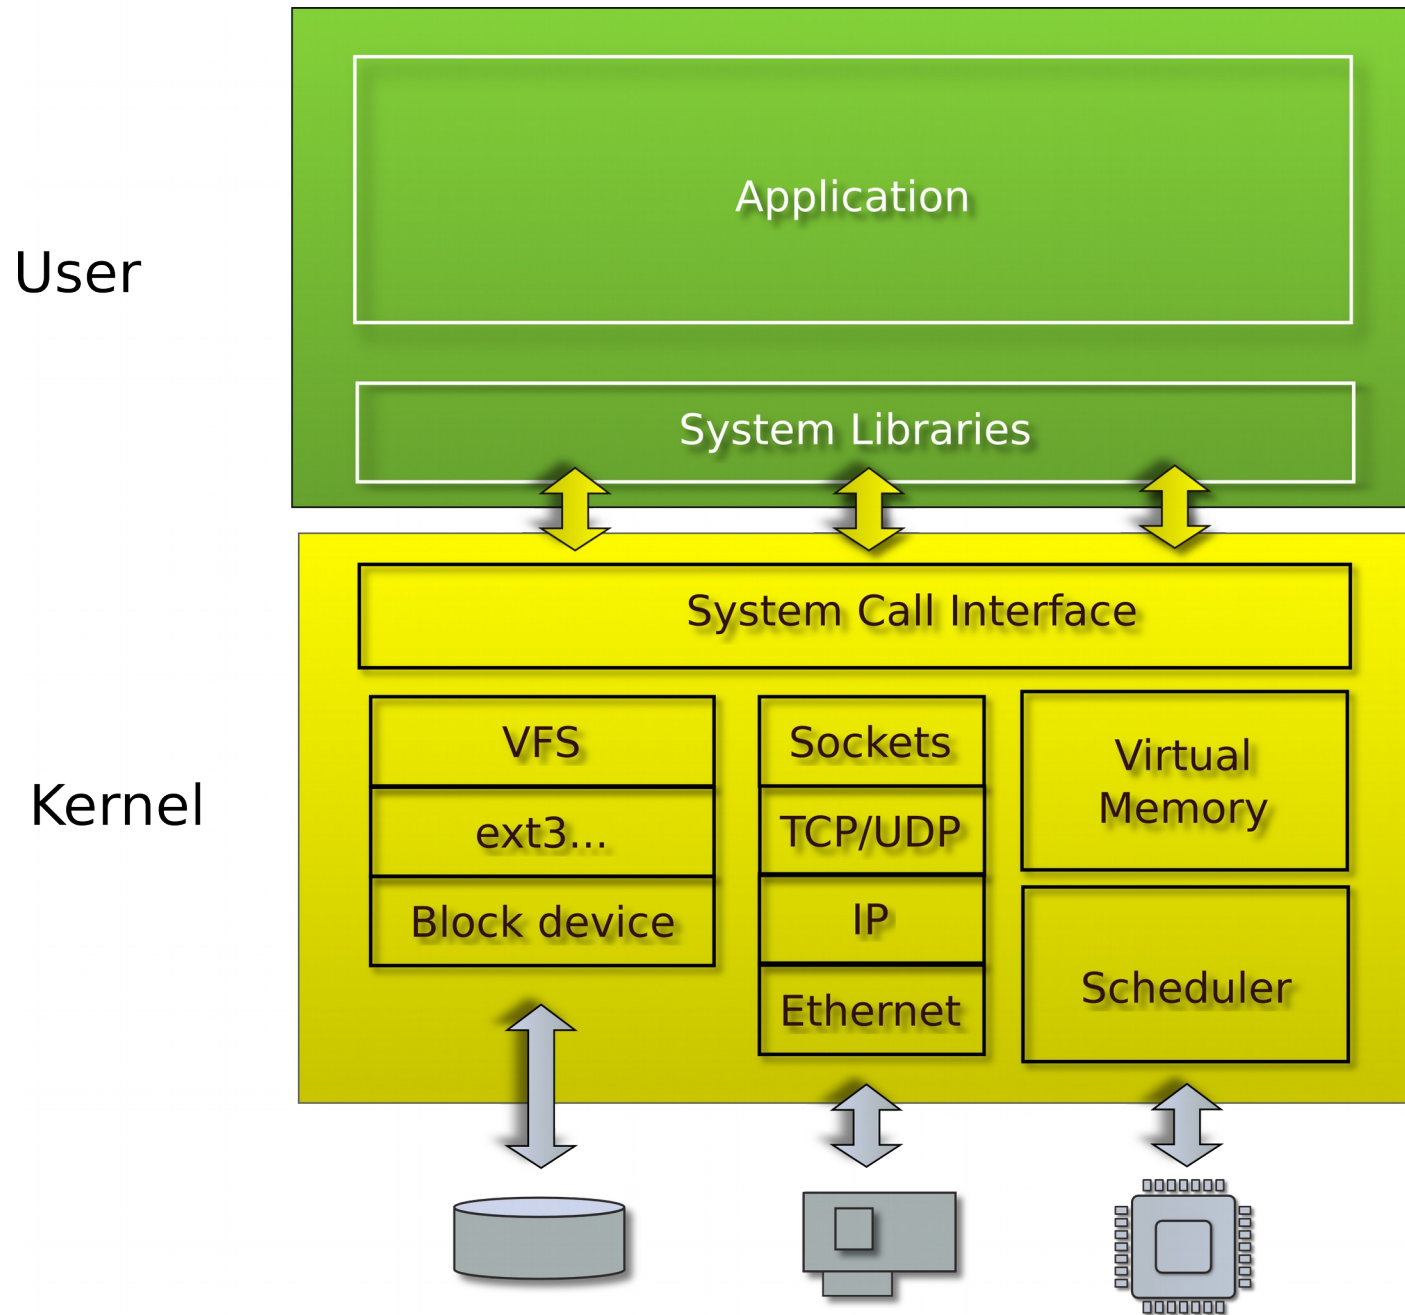 Application
User
System Libraries
System Call Interface
VFS
ext3...
Block device
Kernel
Sockets
TCP/UDP
IP
Ethernet
Virtual
Memory
Scheduler